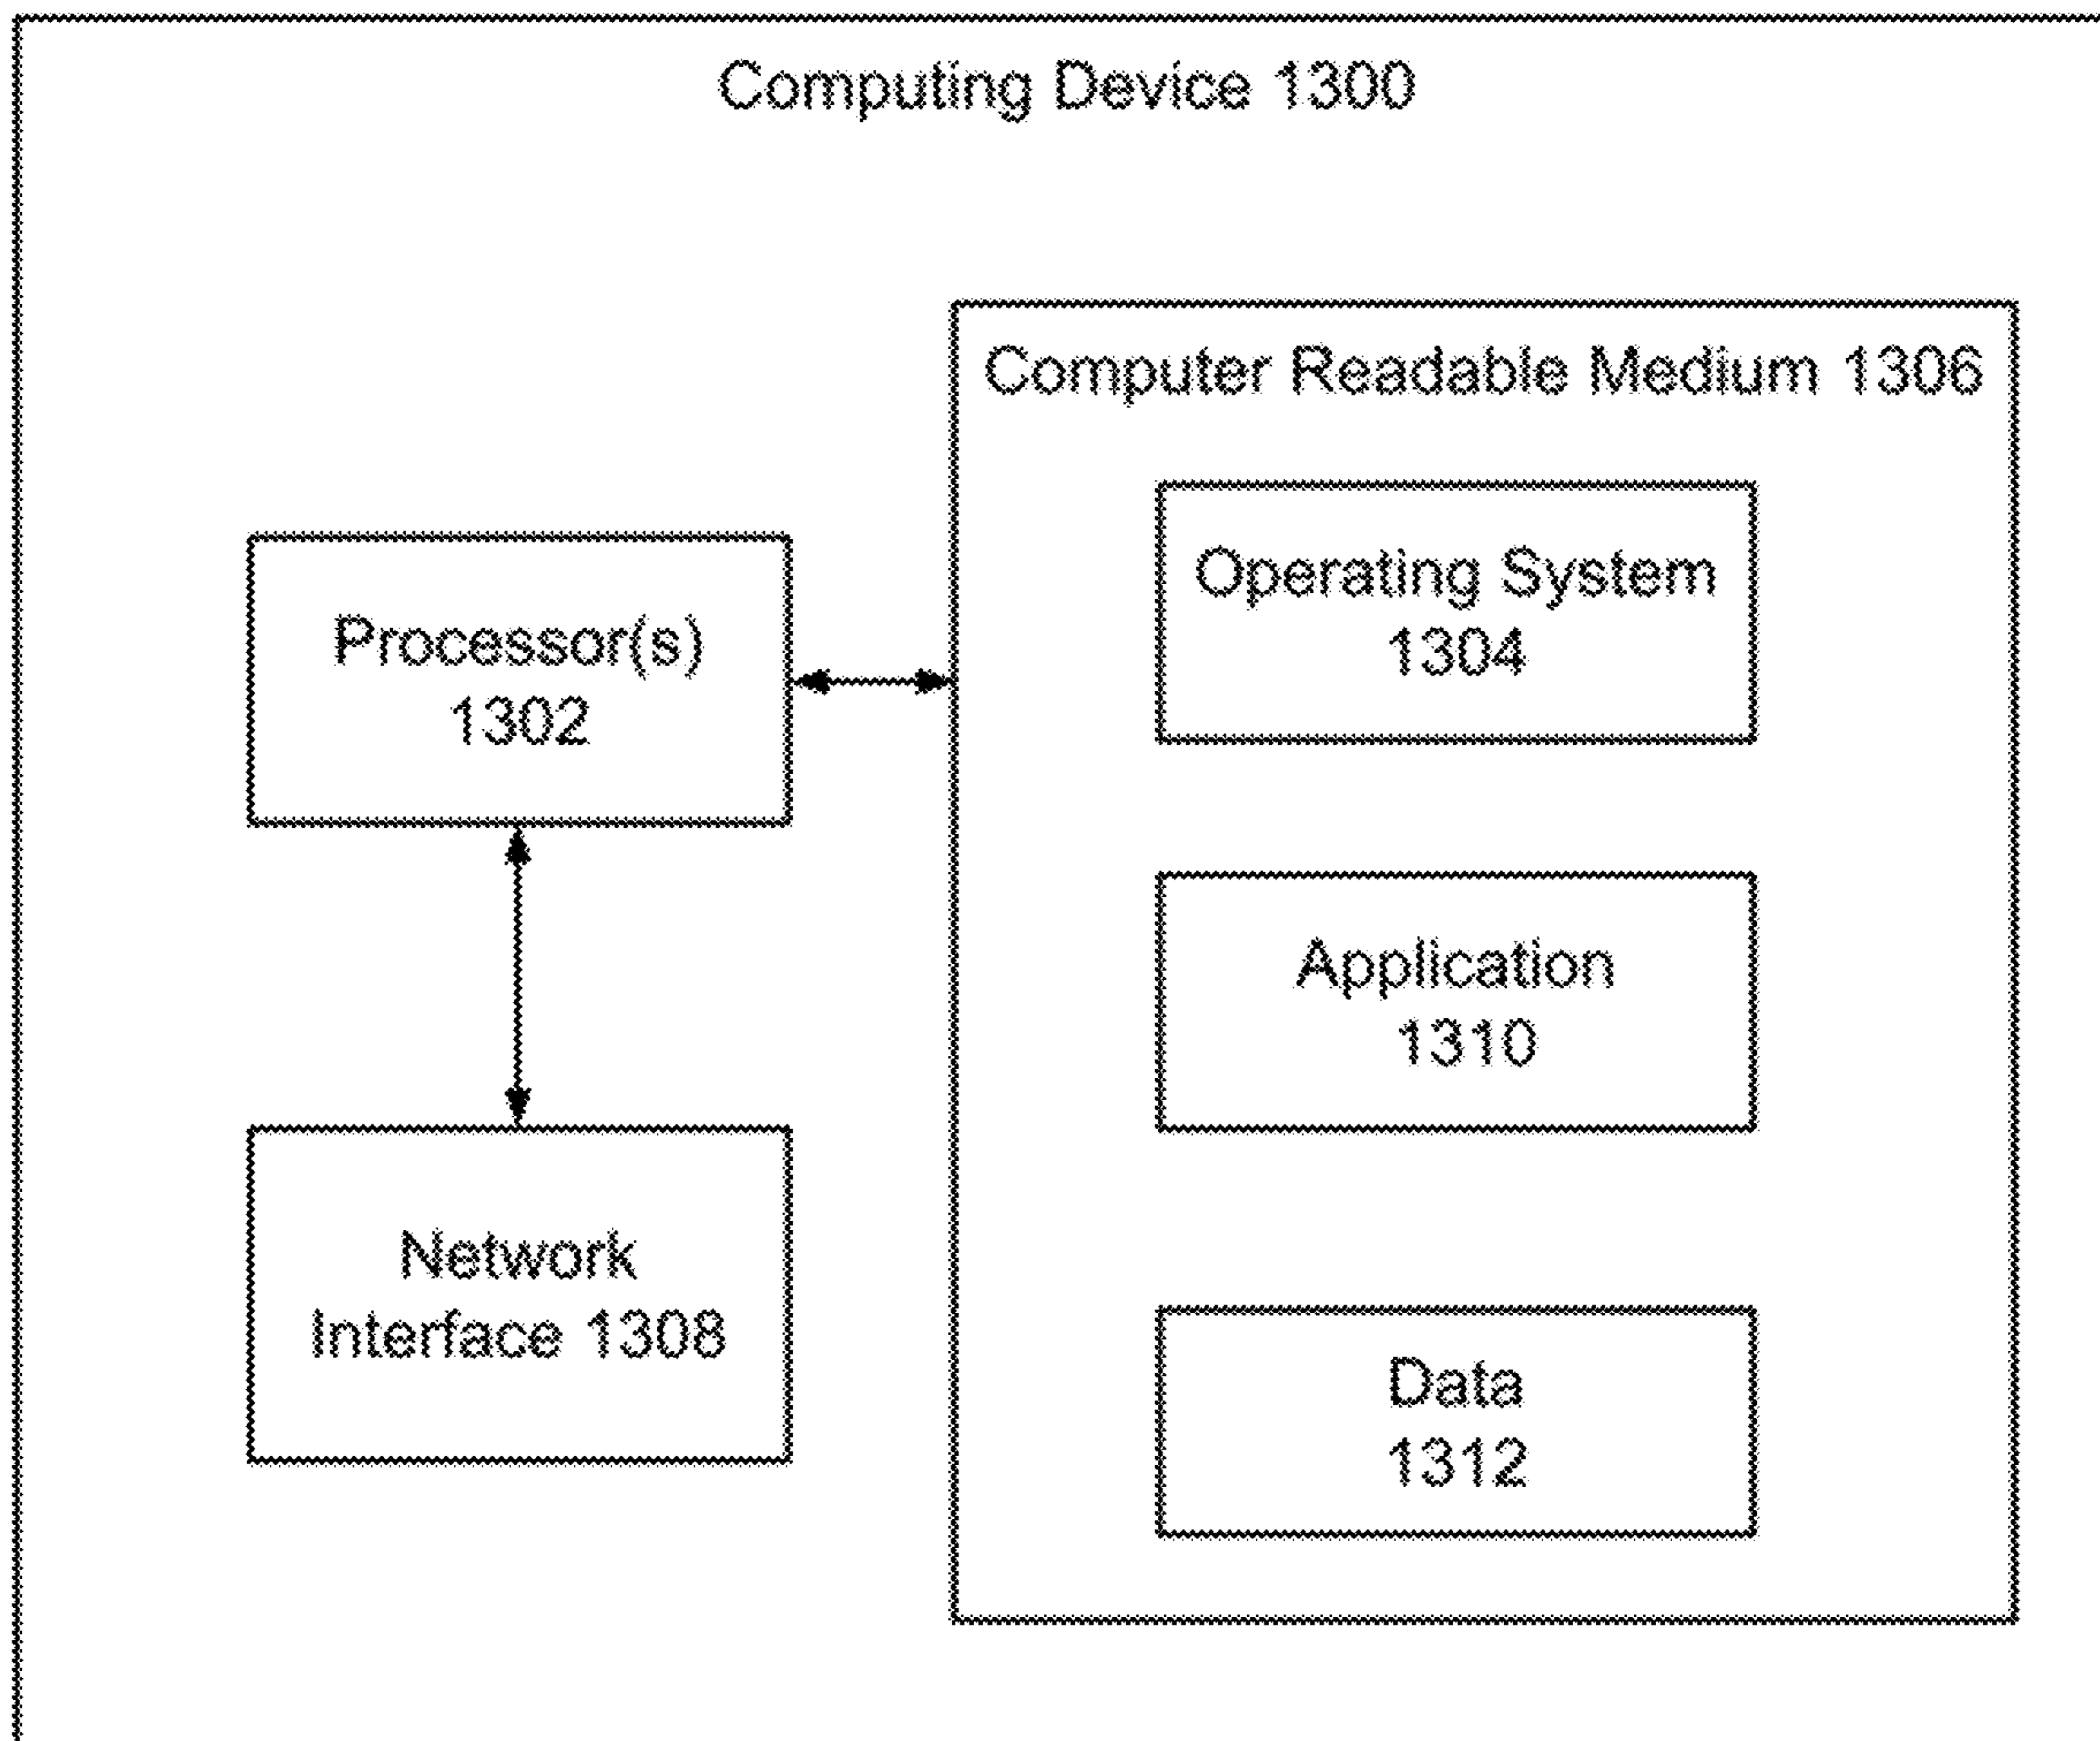 Computing Device 1300
Computer Readable Medium 1306
Operating System
1304
Processor(s)
1302
Application
1310
Network
Interface 1308
Data
1312